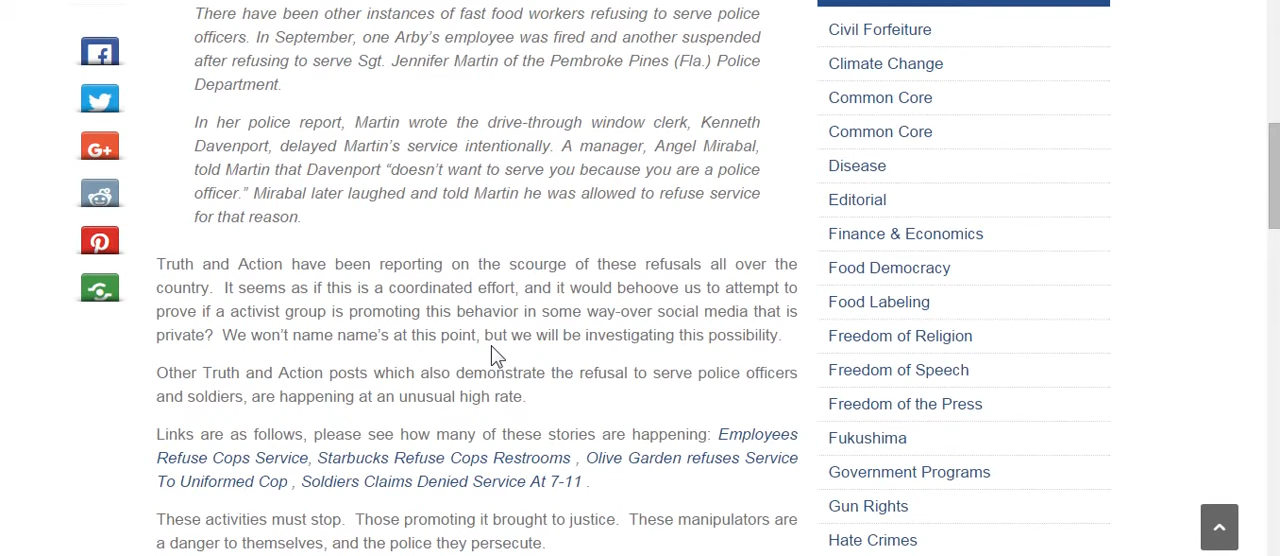 There have been other instances of fast food workers refusing to serve police
officers. In September, one Arby’s employee was fired and another suspended
after refusing to serve Sgt. Jennifer Martin of the Pembroke Pines (Fla.) Police
Department.
In her police report, Martin wrote the drive-through window clerk, Kenneth
Davenport, delayed Martin’s service intentionally. A manager, Angel Mirabal,
told Martin that Davenport “doesn’t want to serve you because you are a police
officer.” Mirabal later laughed and told Martin he was allowed to refuse service
for that reason.
Truth and Action have been reporting on the scourge of these refusals all over the
country. It seems as if this is a coordinated effort, and it would behoove us to attempt to
prove if a activist group is promoting this behavior in some way-over social media that is
private? We won’t name name’s at this point, but we will be investigating this possibility.
Other Truth and Action posts which also demonstrate the refusal to serve police officers
and soldiers, are happening at an unusual high rate.
Links are as follows, please see how many of these stories are happening: Employees
Refuse Cops Service, Starbucks Refuse Cops Restrooms , Olive Garden refuses Service
To Uniformed Cop , Soldiers Claims Denied Service At 7-11 .
These activities must stop. Those promoting it brought to justice. These manipulators are
a danger to themselves, and the police they persecute.
Civil Forfeiture
Climate Change
Common Core
Common Core
Disease
Editorial
Finance & Economics
Food Democracy
Food Labeling
Freedom of Religion
Freedom of Speech
Freedom of the Press
Fukushima
Government Programs
Gun Rights
Hate Crimes